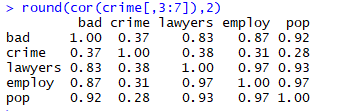 > round(cor(crime[,3:7]),2)
bad crime lawyers employ pop
bad 1.00 0.37 0.83 0.87 0.92
crime 0.37 1.00 0.38 0.31 0.28
lawyers 0.83 0.38 1.00 0.97 0.93
employ 0.87 0.31 0.97 1.00 0.97
pop 0.92 0.28 0.93 0.97 1.00